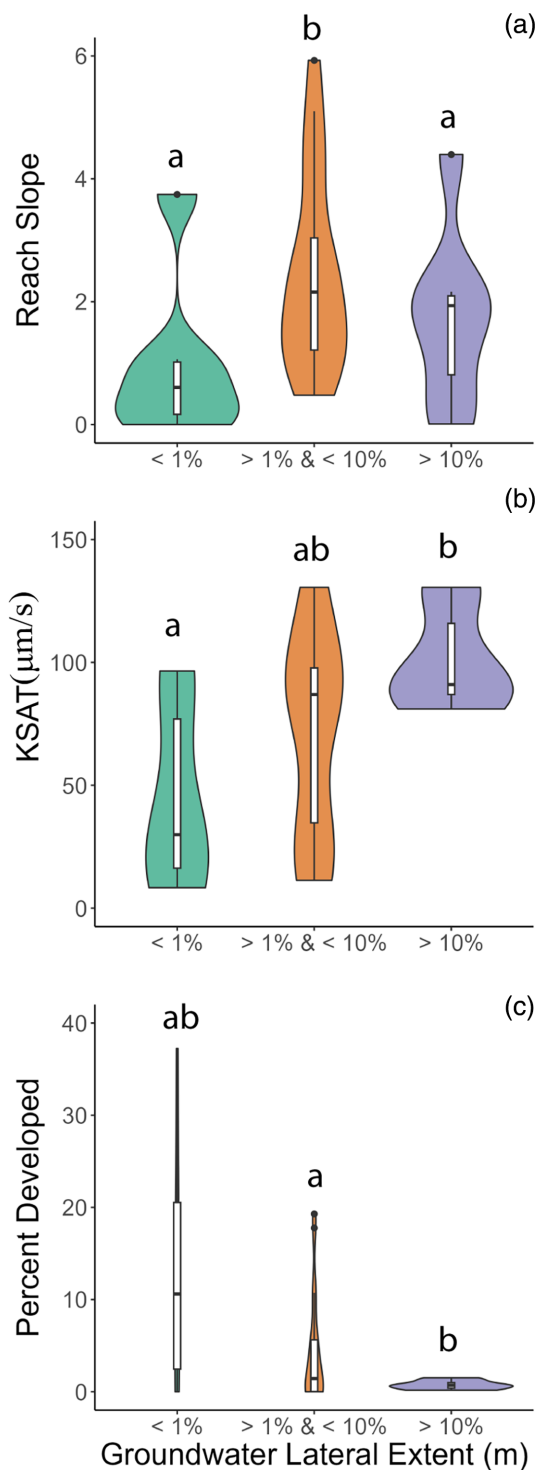 (a)
b
6
a
a
4
Reach Slope
2
0
< 1% > 1% & < 10% > 10%
(b)
150
ab
b
a
100
KSAT(µm/s)
50
0
< 1% > 1% & < 10% > 10%
(c)
ab
40
30
Percent Developed
a
20
10
b
0
< 1% > 1% & < 10% > 10%
Groundwater Lateral Extent (m)